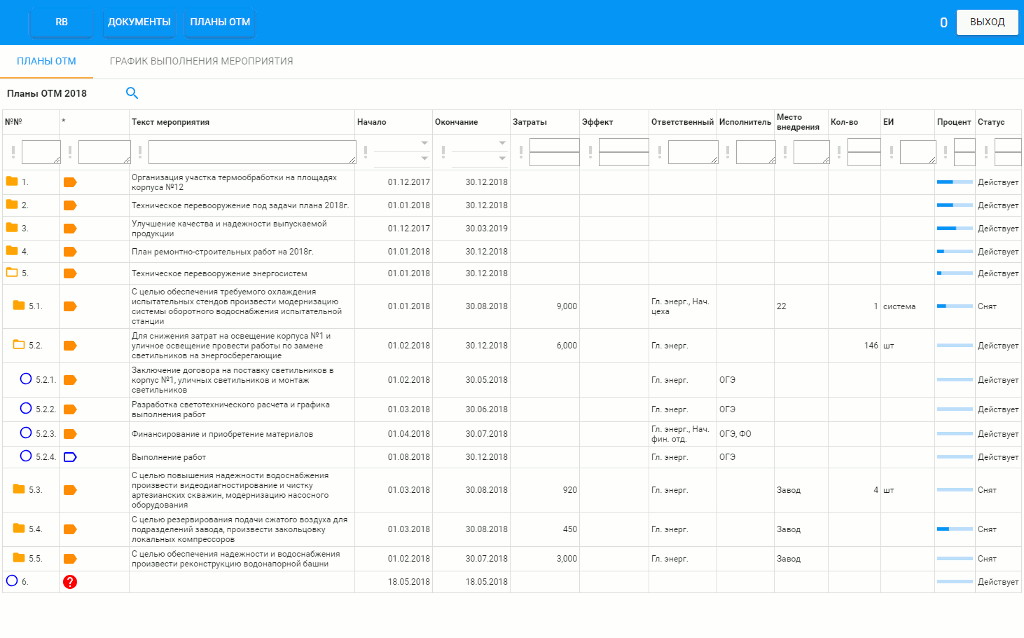 RB ДОКУМЕНТЫ ПЛАНЫ ОТМ 0 ВЫХОД
ПЛАНЫ ОТМ ГРАФИК ВЫПОЛНЕНИЯ МЕРОПРИЯТИЯ
Планы ОТМ 2018
№№ * Текст мероприятия Начало Окончание Затраты Эффект Ответственный Исполнитель Место внедрения Кол-во ЕИ Процент Статус
1. Организация участка термообработки на площадях 01.12.2017 30.12.2018 Действует
корпуса №12
2. Техническое перевооружение под задачи плана 2018г. 01.01.2018 30.12.2018 Действует
3. Улучшение качества и надежности выпускаемой 01.12.2017 30.03.2019 Действует
продукции
4. План ремонтно-строительных работ на 2018г. 01.01.2018 30.12.2018 Действует
5. Техническое перевооружение энергосистем 01.01.2018 30.12.2018 Действует
С целью обеспечения требуемого охлаждения
испытательных стендов произвести модернизацию
5.1. системы оборотного водоснабжения испытательной 01.01.2018 30.08.2018 9,000 Гл. энерг., Нач. цеха 22 1 система Снят
станции
Для снижения затрат на освещение корпуса №1 и
5.2. уличное освещение провести работы по замене 01.02.2018 30.12.2018 6,000 Гл. энерг. 146 шт Действует
светильников на энергосберегающие
Заключение договора на поставку светильников в
5.2.1. корпус №1, уличных светильников и монтаж 01.02.2018 30.05.2018 Гл. энерг. ОГЭ Действует
светильников
5.2.2. Разработка светотехнического расчета и графика 01.03.2018 30.06.2018 Гл. энерг. ОГЭ Действует
выполнения работ
5.2.3. Финансирование и приобретение материалов 01.04.2018 30.07.2018 Гл. энерг., Нач. фин. отд. ОГЭ, ФО Действует
5.2.4. Выполнение работ 01.08.2018 30.12.2018 Гл. энерг. ОГЭ Действует
С целью повышения надежности водоснабжения
произвести видеодиагностирование и чистку
5.3. артезианских скважин, модернизацию насосного 01.03.2018 30.08.2018 920 Гл. энерг. Завод 4 шт Снят
оборудования
С целью резервирования подачи сжатого воздуха для
5.4. подразделений завода, произвести закольцовку 01.03.2018 30.08.2018 450 Гл. энерг. Завод Снят
локальных компрессоров
5.5. С целью обеспечения надежности и водоснабжения 01.02.2018 30.07.2018 3,000 Гл. энерг. Завод Снят
произвести реконструкцию водонапорной башни
6. ? 18.05.2018 18.05.2018 Действует